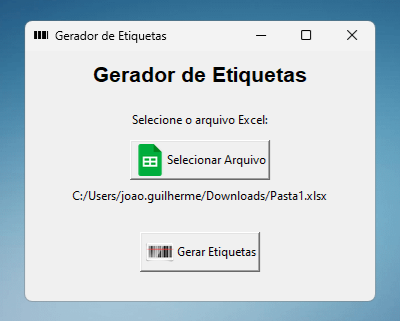 Gerador de Etiquetas
Gerador de Etiquetas
Selecione o arquivo Excel:
Selecionar Arquivo
C:/Users/joao.guilherme/Downloads/Pasta1.xlsx
Gerar Etiquetas